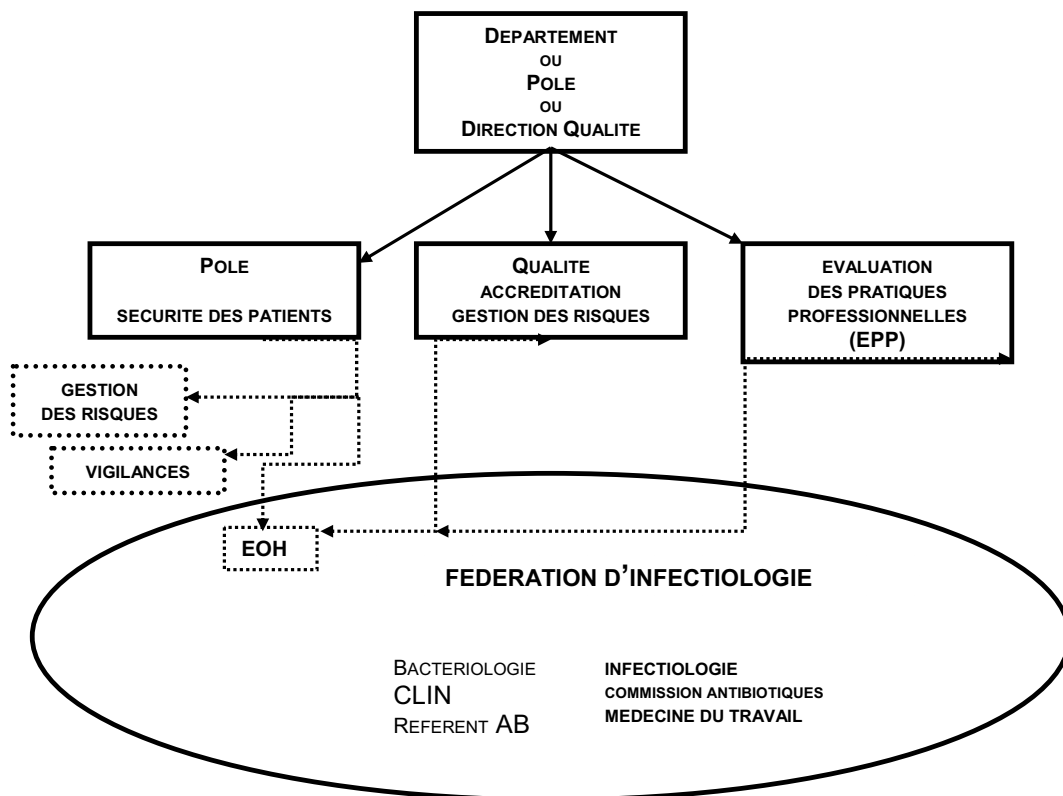 DEPARTEMENT
OU
POLE
OU
DIRECTION QUALITE
POLE
SECURITE DES PATIENTS
QUALITE
ACCREDITATION
GESTION DES RISQUES
EVALUATION
DES PRATIQUES
PROFESSIONNELLES
(EPP)
GESTION
DES RISQUES
VIGILANCES
EOH
FEDERATION D’INFECTIOLOGIE
BACTERIOLOGIE
CLIN
REFERENT AB
INFECTIOLOGIE
COMMISSION ANTIBIOTIQUES
MEDECINE DU TRAVAIL